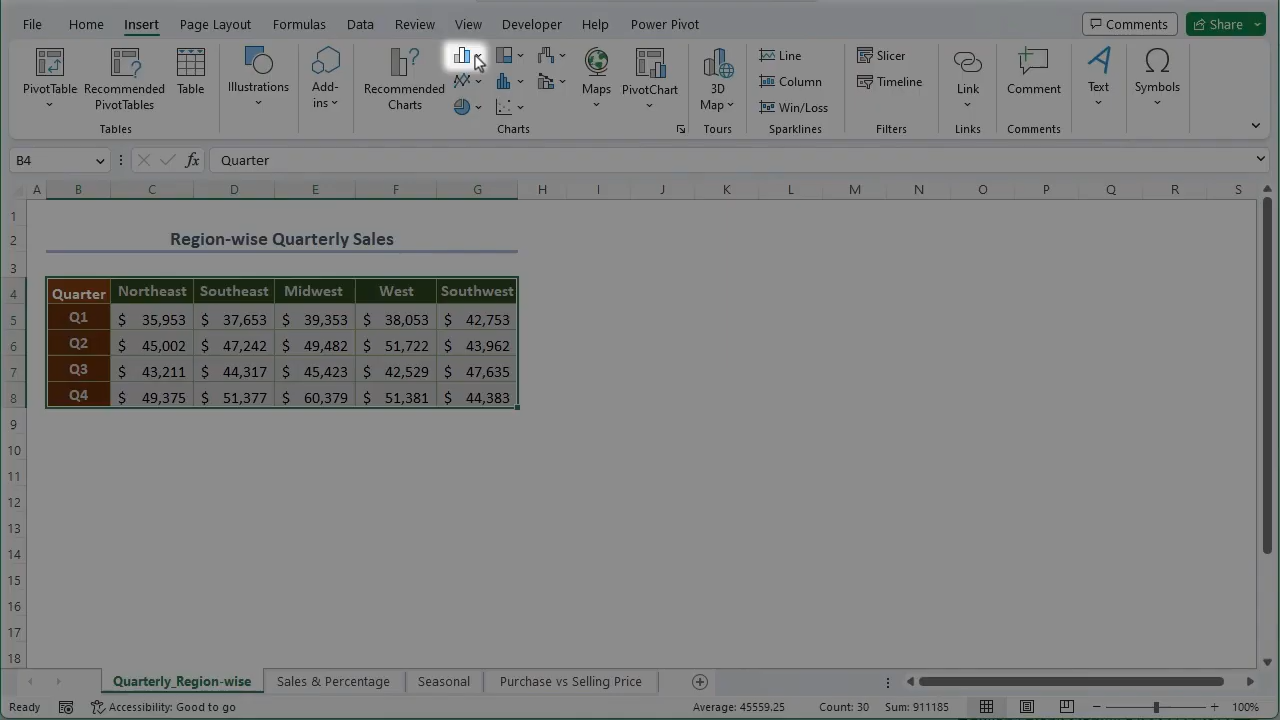 File Home Insert Page Layout Formulas Data Review View Developer Help Power Pivot Comments Share
PivotTable Recommended PivotTables Table Illustrations Add-ins Recommended Charts Maps PivotChart 3D Map Line Column Win/Loss Slicer Timeline Link Comment Text Symbols
Tables Charts Tours Sparklines Filters Links Comments
B4 fx Quarter
A B C D E F G H I J K L M N O P Q R S
1
2 Region-wise Quarterly Sales
3
4 Quarter Northeast Southeast Midwest West Southwest
5 Q1 $ 35,953 $ 37,653 $ 39,353 $ 38,053 $ 42,753
6 Q2 $ 45,002 $ 47,242 $ 49,482 $ 51,722 $ 43,962
7 Q3 $ 43,211 $ 44,317 $ 45,423 $ 42,529 $ 47,635
8 Q4 $ 49,375 $ 51,377 $ 60,379 $ 51,381 $ 44,383
9
10
11
12
13
14
15
16
17
18
Quarterly_Region-wise Sales & Percentage Seasonal Purchase vs Selling Price
Ready Accessibility: Good to go Average: 45559.25 Count: 30 Sum: 911185 100%